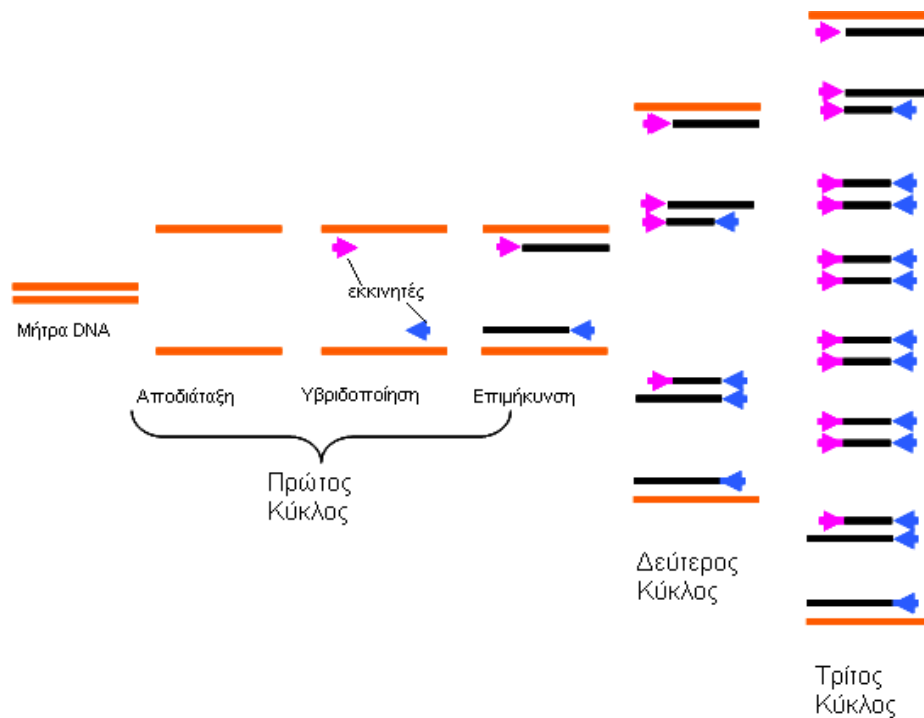 Μήτρα DNA
Αποδιάταξη
εκκινητές
Υβριδοποίηση
Επιμήκυνση
Πρώτος
Κύκλος
Δεύτερος
Κύκλος
Τρίτος
Κύκλος